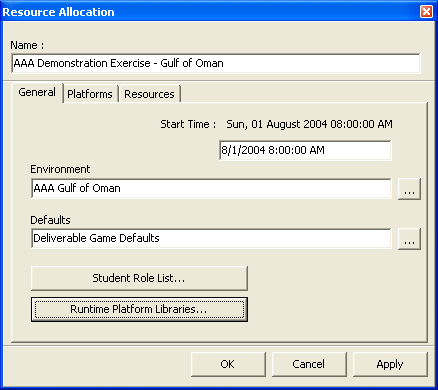 Resource Allocation
Name :
AAA Demonstration Exercise - Gulf of Oman
General Platforms Resources
Start Time : Sun, 01 August 2004 08:00:00 AM
8/1/2004 8:00:00 AM
Environment
AAA Gulf of Oman
...
Defaults
Deliverable Game Defaults
...
Student Role List...
Runtime Platform Libraries...
OK Cancel Apply